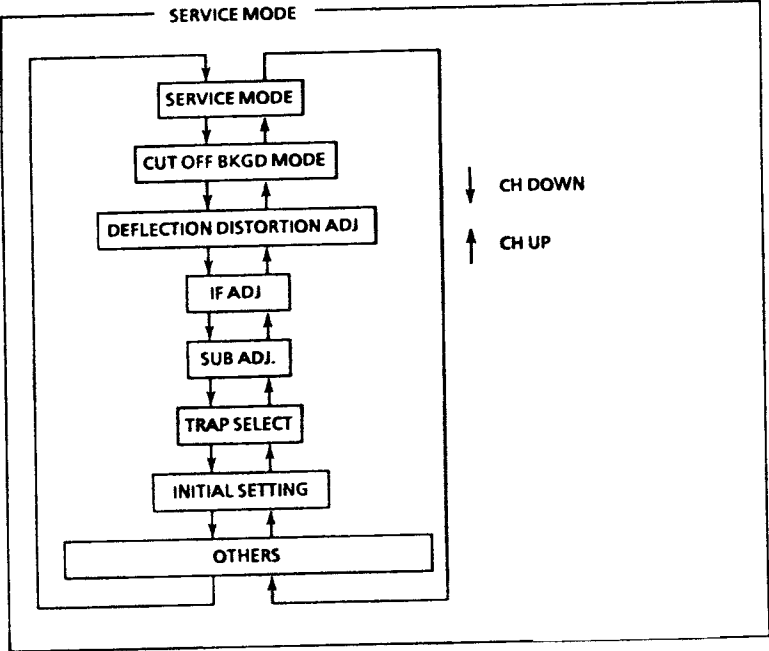 SERVICE MODE
SERVICE MODE
CUT OFF BKGD MODE
DEFLECTION DISTORTION ADJ
IF ADJ
SUB ADJ.
TRAP SELECT
INITIAL SETTING
OTHERS
CH DOWN
CH UP